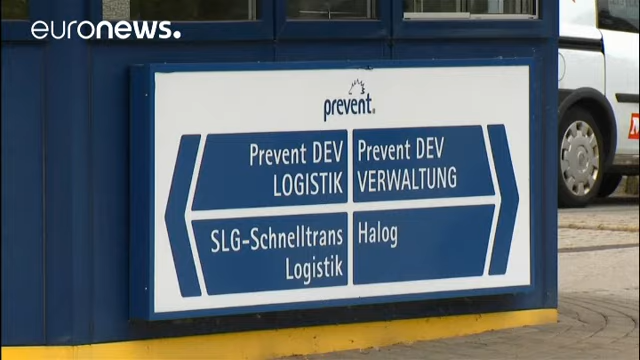 euronews.
prevent®
Prevent DEV
LOGISTIK
Prevent DEV
VERWALTUNG
SLG-Schnelltrans
Logistik
Halog